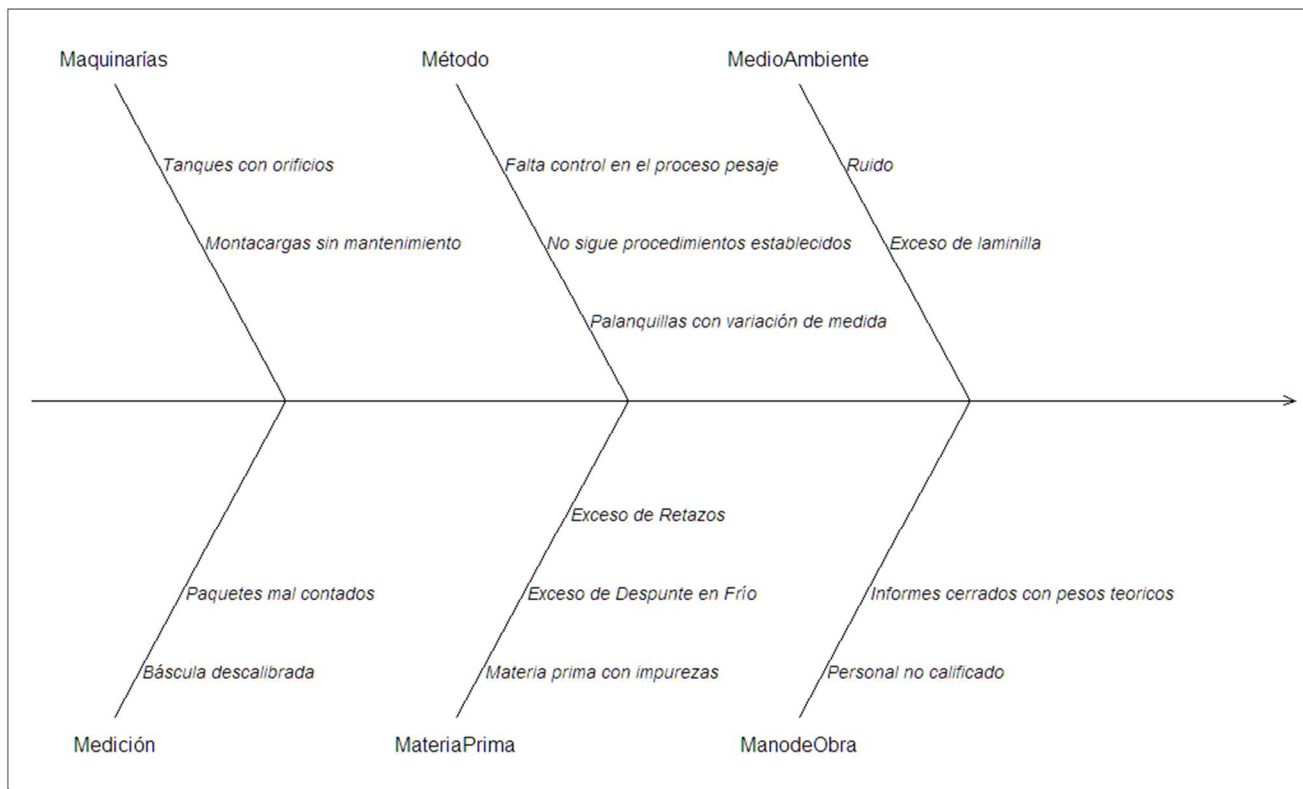 Maquinarías
Método
MedioAmbiente
Tanques con orificios
Falta control en el proceso pesaje
Ruido
Montacargas sin mantenimiento
No sigue procedimientos establecidos
Exceso de laminilla
Palanquillas con variación de medida
Exceso de Retazos
Paquetes mal contados
Exceso de Despunte en Frío
Informes cerrados con pesos teoricos
Báscula descalibrada
Materia prima con impurezas
Personal no calificado
Medición
MateriaPrima
ManodeObra